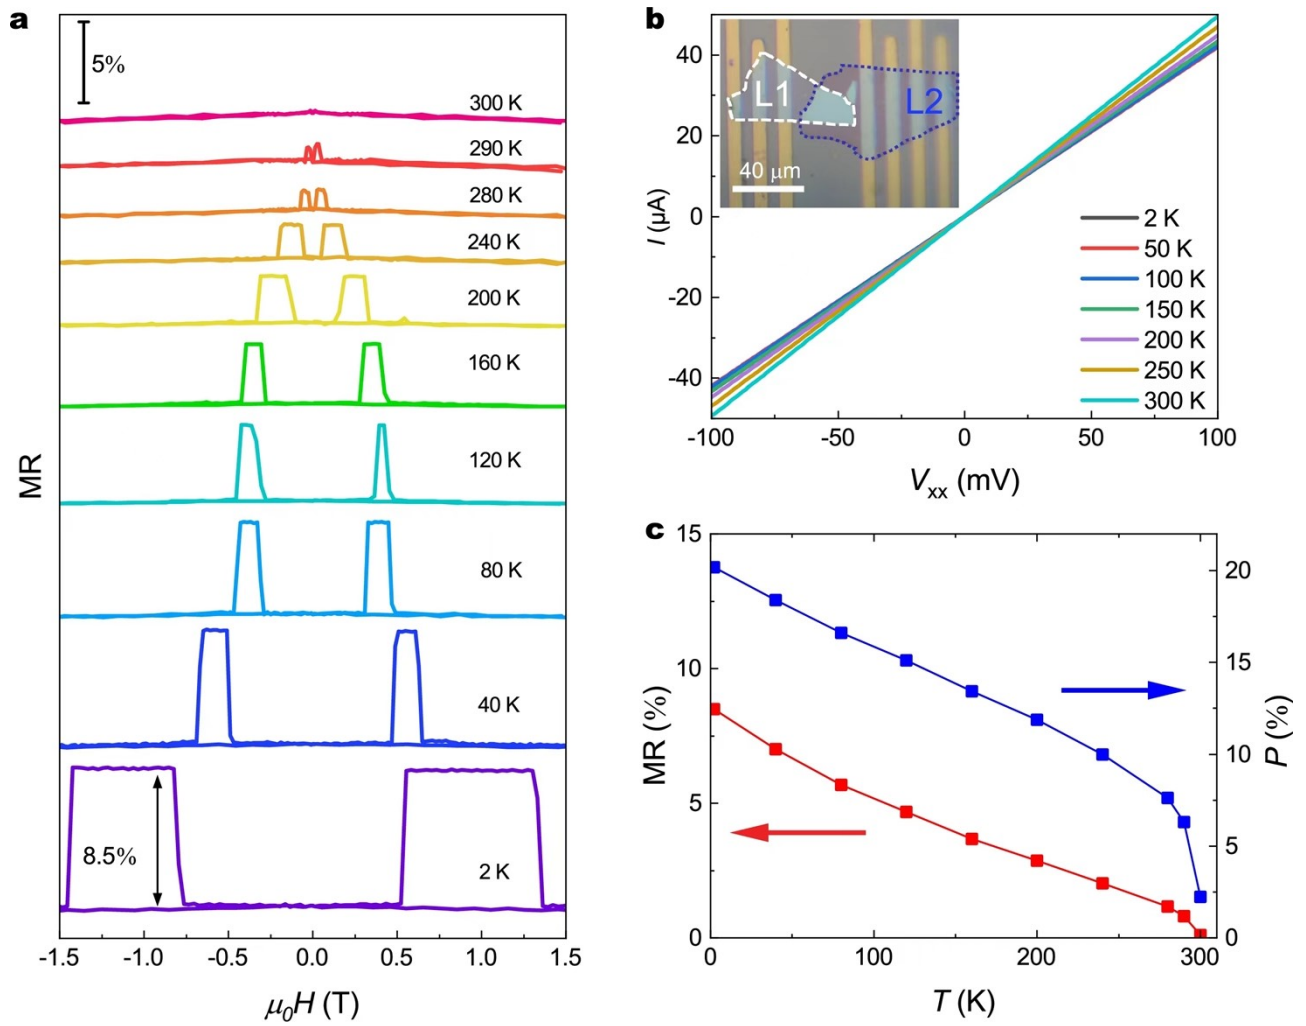 a
5%
300 K
290 K
280 K
240 K
200 K
160 K
120 K
80 K
40 K
8.5%
2 K
MR
-1.5 -1.0 -0.5 0.0 0.5 1.0 1.5
μ₀H (T)
b
L1
L2
40 μm
2 K
50 K
100 K
150 K
200 K
250 K
300 K
I (μA)
40
20
0
-20
-40
-100 -50 0 50 100
Vxx (mV)
c
MR (%)
15
10
5
0
P (%)
20
15
10
5
0
0 100 200 300
T (K)